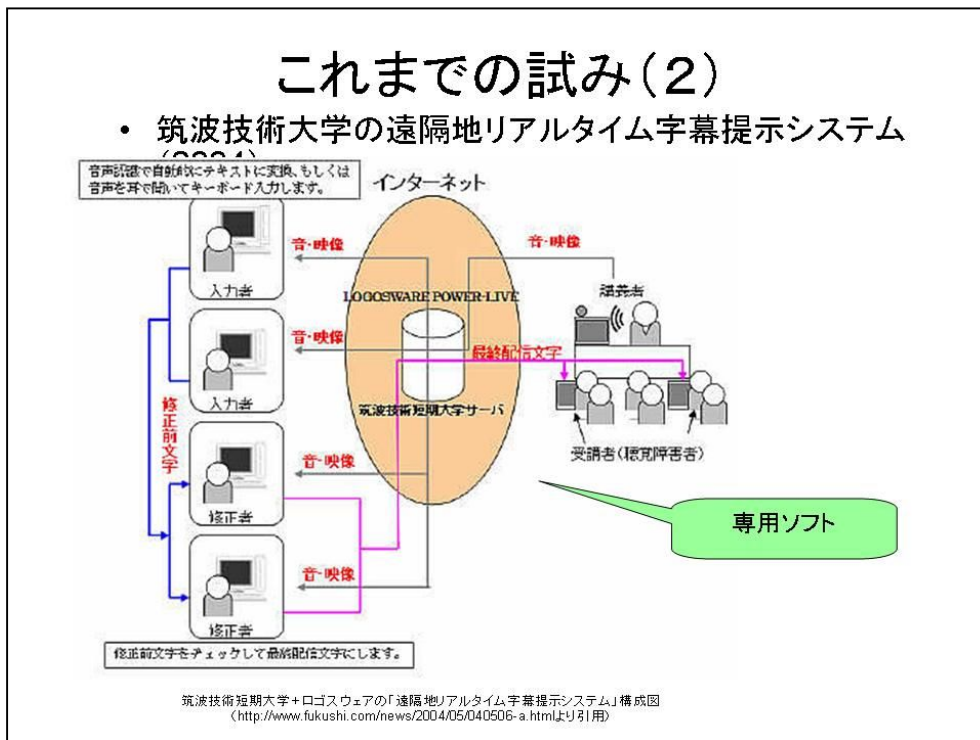 これまでの試み(2)
• 筑波技術大学の遠隔地リアルタイム字幕提示システム
音声認識で自動的にテキストに変換、もしくは
音声を耳で聞いてキーボード入力します。
インターネット
音・映像
音・映像
入力者
LOGOSWARE POWER-LIVE
講義者
音・映像
最終配信文字
入力者
筑波技術短期大学サーバ
修正前文字
受講者(聴覚障害者)
音・映像
修正者
専用ソフト
音・映像
修正者
修正前文字をチェックして最終配信文字にします。
筑波技術短期大学+ロゴスウェアの「遠隔地リアルタイム字幕提示システム」構成図
(http://www.fukushi.com/news/2004/05/040506-a.htmlより引用)